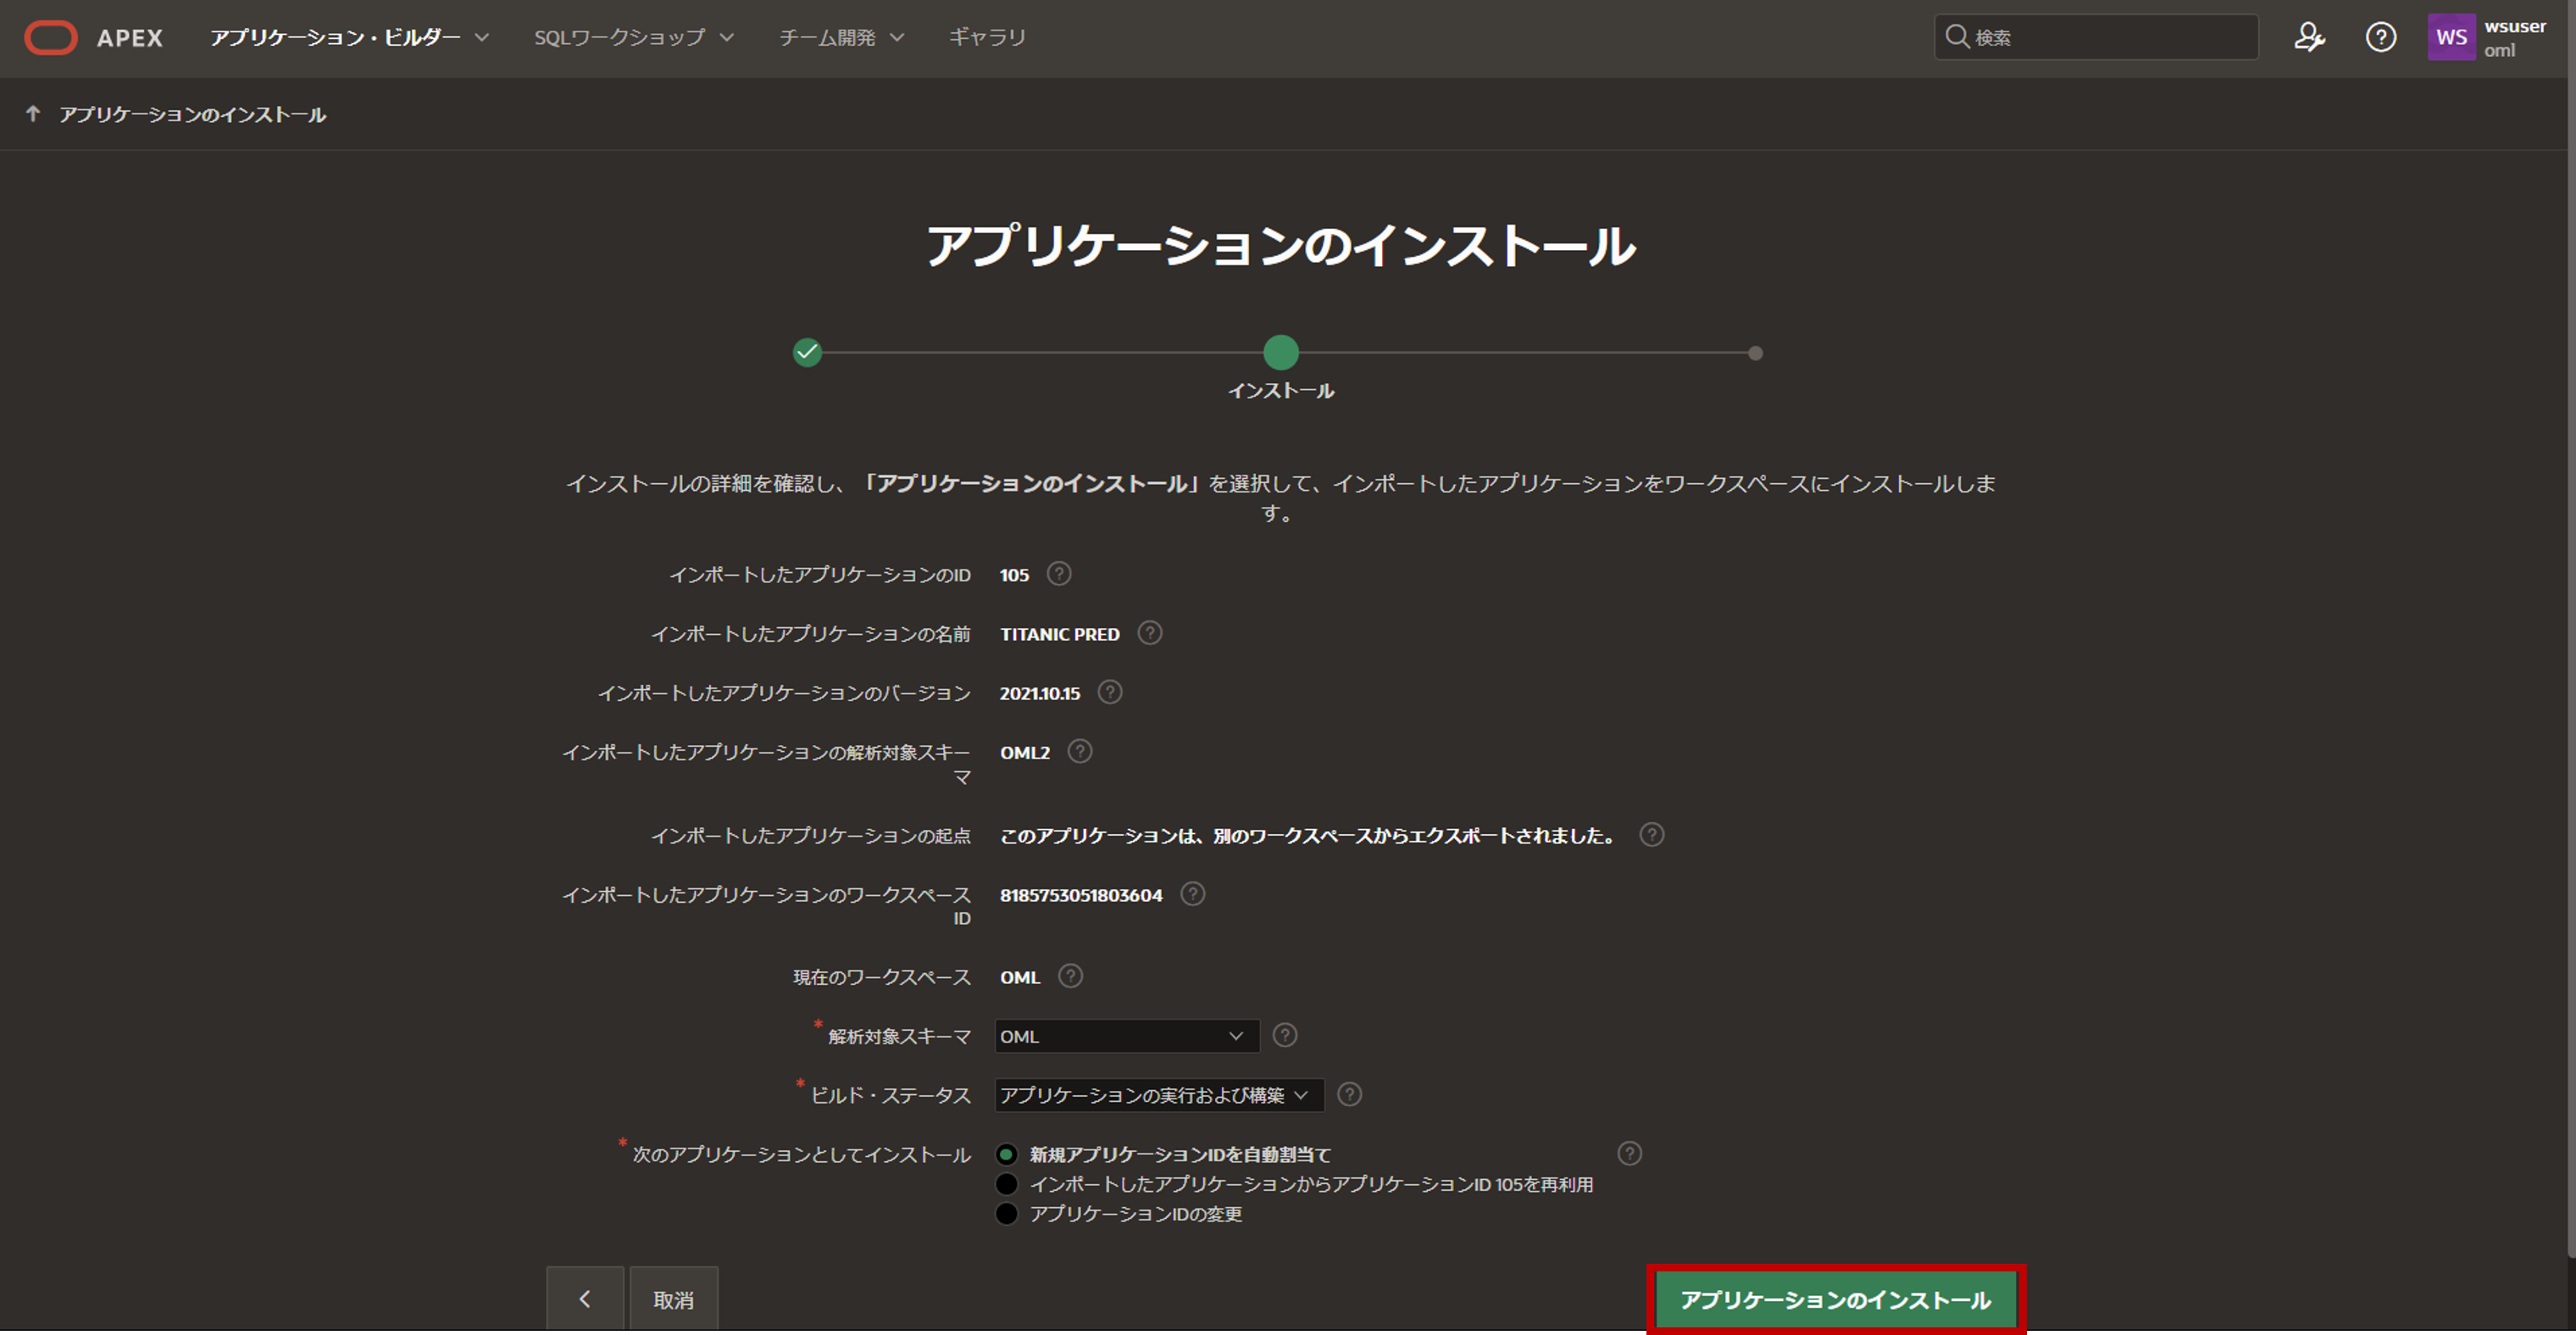 APEX アプリケーション・ビルダー SQLワークショップ チーム開発 ギャラリ 検索 WS wsuser
oml
アプリケーションのインストール
アプリケーションのインストール
インストール
インストールの詳細を確認し、「アプリケーションのインストール」を選択して、インポートしたアプリケーションをワークスペースにインストールしま
す。
インポートしたアプリケーションのID 105
インポートしたアプリケーションの名前 TITANIC PRED
インポートしたアプリケーションのバージョン 2021.10.15
インポートしたアプリケーションの解析対象スキー OML2
マ
インポートしたアプリケーションの起点 このアプリケーションは、別のワークスペースからエクスポートされました。
インポートしたアプリケーションのワークスペース 8185753051803604
ID
現在のワークスペース OML
* 解析対象スキーマ OML
* ビルド・ステータス アプリケーションの実行および構築
* 次のアプリケーションとしてインストール 新規アプリケーションIDを自動割当て
インポートしたアプリケーションからアプリケーションID 105を再利用
アプリケーションIDの変更
取消 アプリケーションのインストール